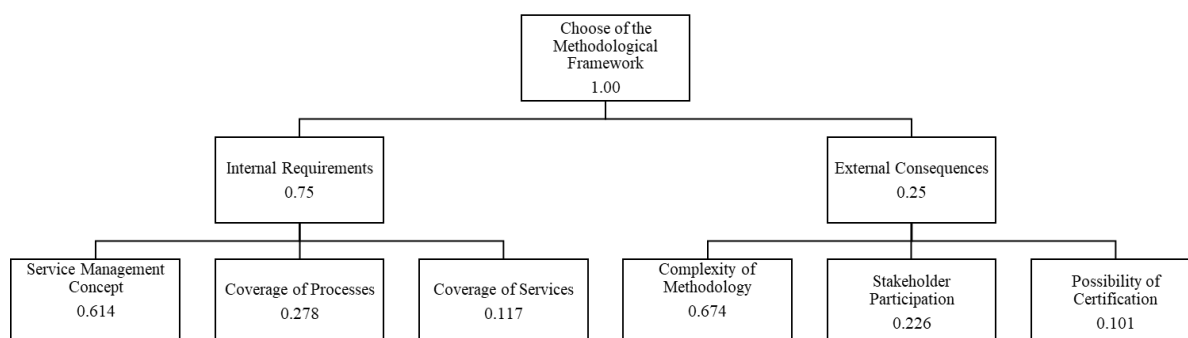 Choose of the
Methodological
Framework
1.00
Internal Requirements
0.75
External Consequences
0.25
Service Management
Concept
0.614
Coverage of Processes
0.278
Coverage of Services
0.117
Complexity of
Methodology
0.674
Stakeholder
Participation
0.226
Possibility of
Certification
0.101